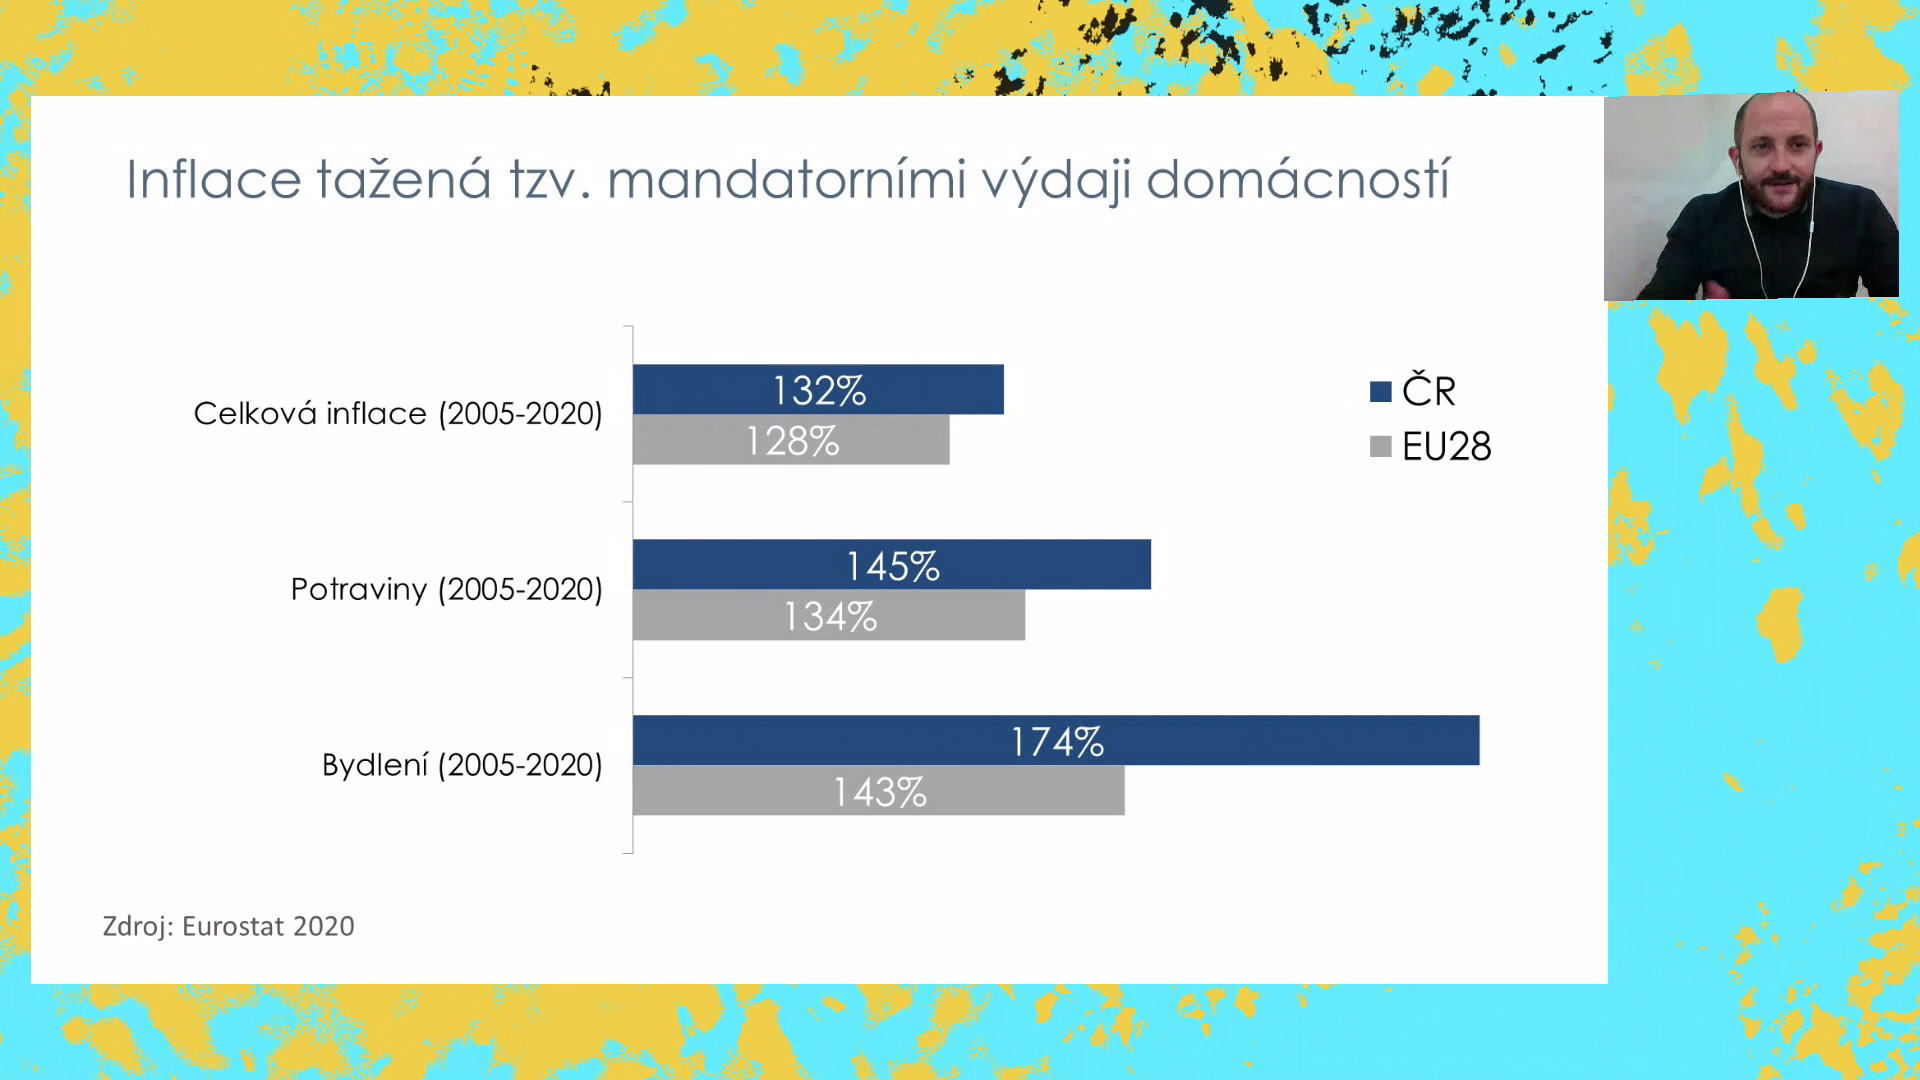 Inflace tažená tzv. mandatorními výdaji domácností
Celková inflace (2005-2020)
132%
128%
ČR
EU28
Potraviny (2005-2020)
145%
134%
Bydlení (2005-2020)
174%
143%
Zdroj: Eurostat 2020